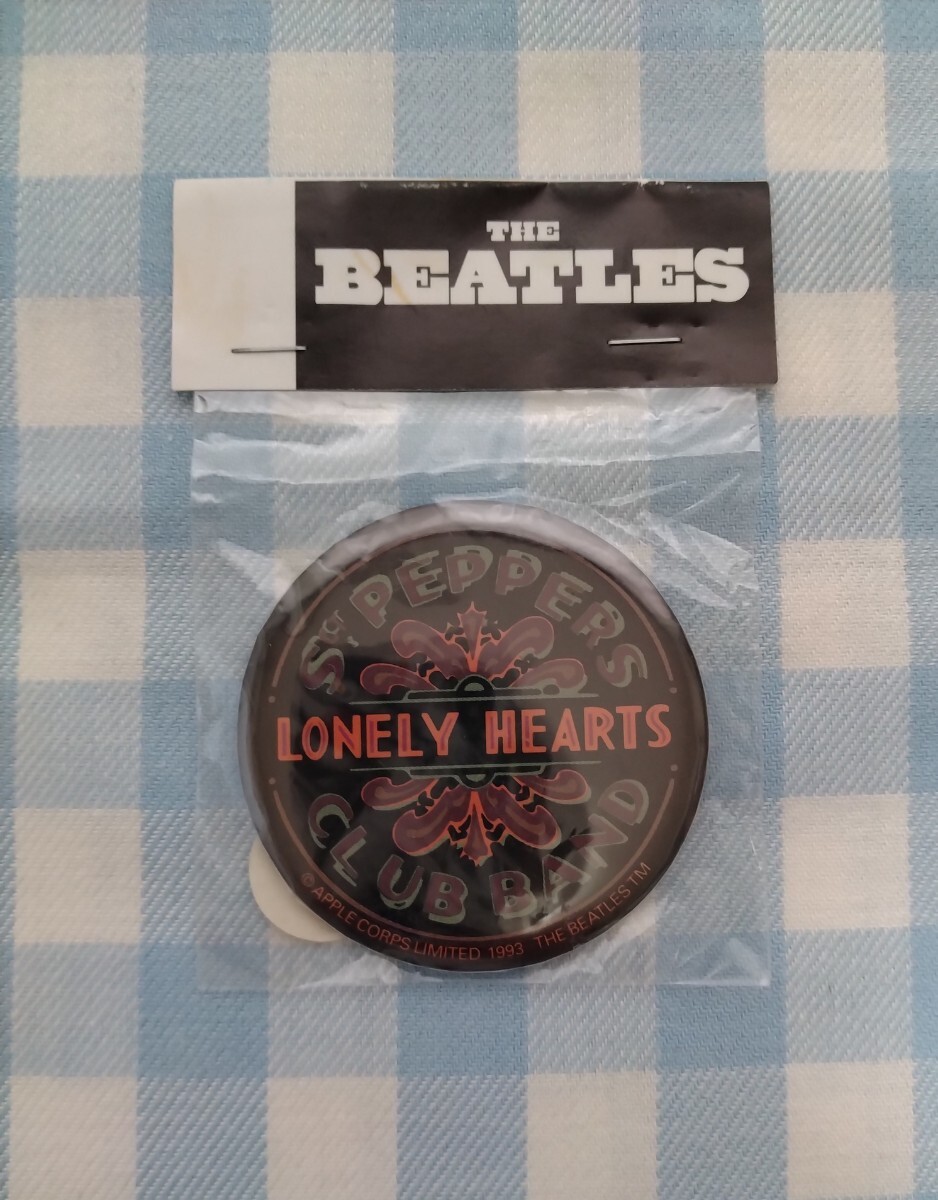 THE
BEATLES
SGT. PEPPERS
LONELY HEARTS
CLUB BAND
© APPLE CORPS LIMITED 1993 THE BEATLES TM